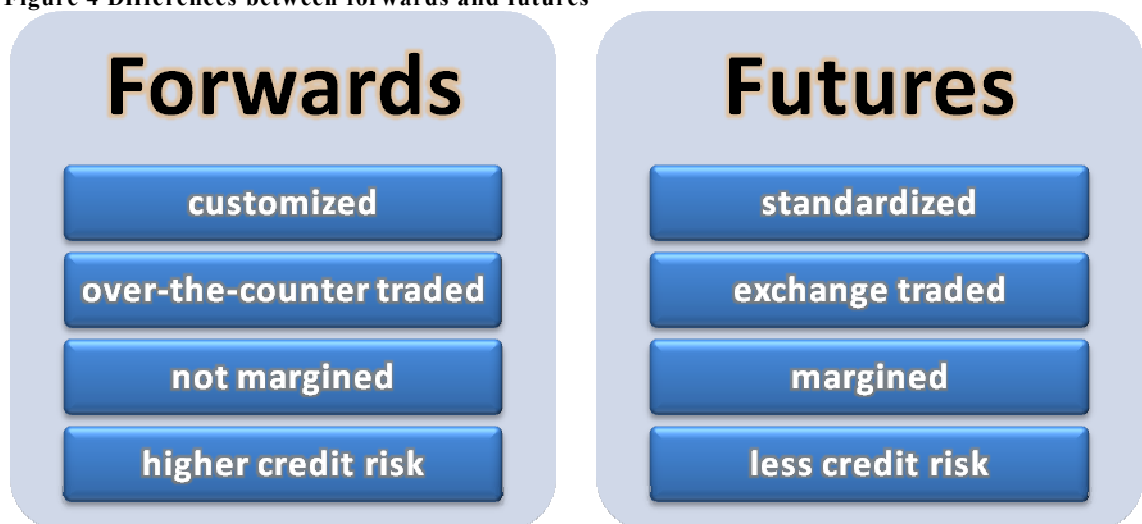 Figure 4 Differences between forwards and futures
Forwards
customized
over-the-counter traded
not margined
higher credit risk
Futures
standardized
exchange traded
margined
less credit risk